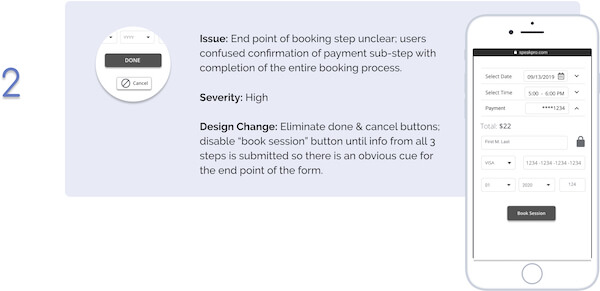 2
YYYY
DONE
Cancel
Issue: End point of booking step unclear; users
confused confirmation of payment sub-step with
completion of the entire booking process.
Severity: High
Design Change: Eliminate done & cancel buttons;
disable "book session" button until info from all 3
steps is submitted so there is an obvious cue for
the end point of the form.
speakpro.com
Select Date 09/13/2019
Select Time 5:00 - 6:00 PM
Payment ****1234
Total: $22
First M. Last
VISA 1234 -1234 -1234 -1234
01 124
Book Session